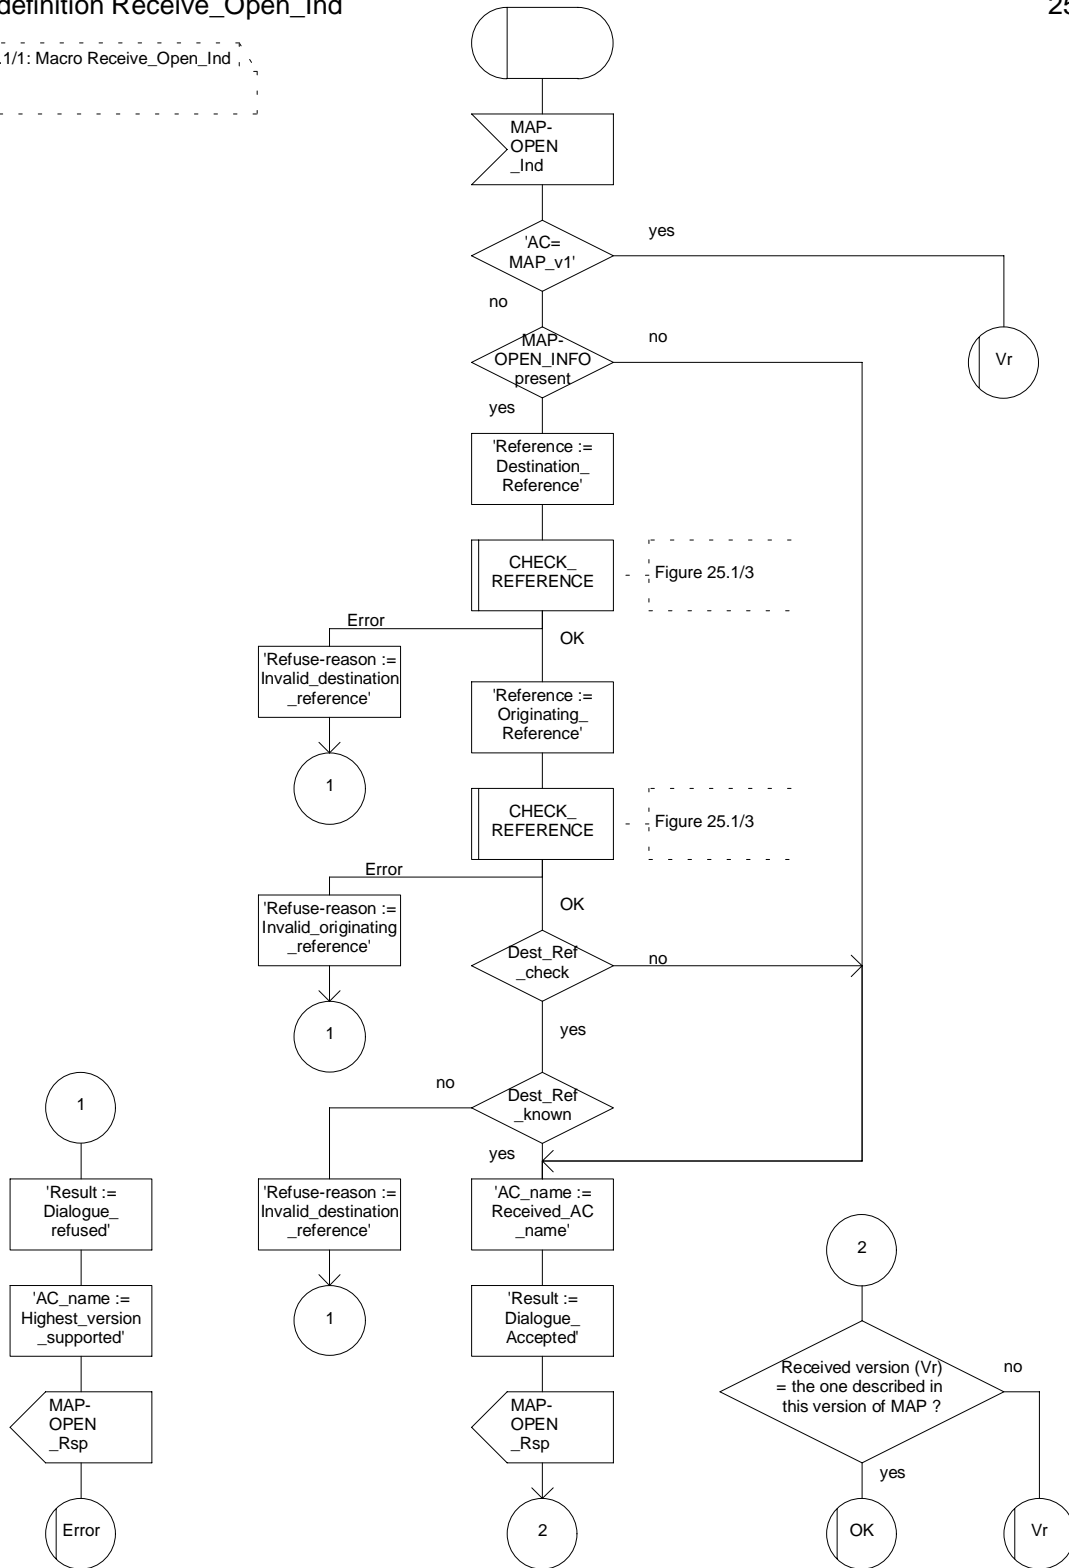 definition Receive_Open_Ind
25
.1/1: Macro Receive_Open_Ind
MAP-
OPEN
_Ind
'AC=
MAP_v1'
yes
no
MAP-
OPEN_INFO
present
no
Vr
yes
'Reference :=
Destination_
Reference'
CHECK_
REFERENCE
Figure 25.1/3
Error
OK
'Refuse-reason :=
Invalid_destination
_reference'
'Reference :=
Originating_
Reference'
1
CHECK_
REFERENCE
Figure 25.1/3
Error
OK
'Refuse-reason :=
Invalid_originating
_reference'
Dest_Ref
_check
no
1
yes
no
Dest_Ref
_known
1
yes
'Result :=
Dialogue_
refused'
'Refuse-reason :=
Invalid_destination
_reference'
'AC_name :=
Received_AC
_name'
2
'AC_name :=
Highest_version
_supported'
1
'Result :=
Dialogue_
Accepted'
Received version (Vr)
= the one described in
this version of MAP ?
no
MAP-
OPEN
_Rsp
MAP-
OPEN
_Rsp
yes
Error
2
OK
Vr